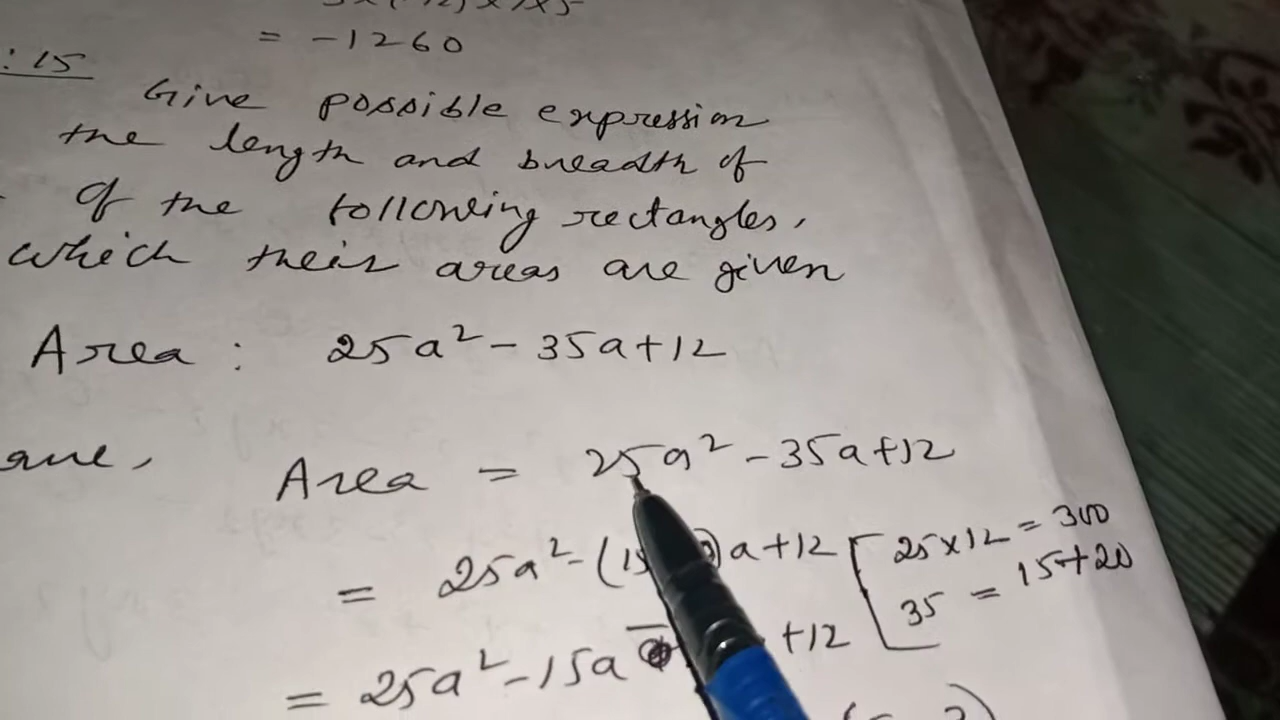 = -1260
: 15
Give possible expression
the length and breadth of
of the following rectangles,
which their areas are given
Area : 25a² - 35a+12
Area = 25a² - 35a+12
= 25a² - (15 )a+12 [25×12 = 300
35 = 15+20
= 25a² - 15a - +12